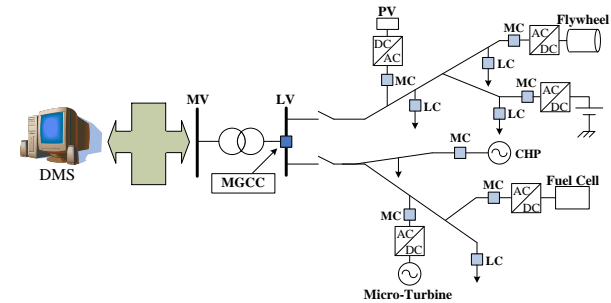 PV
DC
AC
MC
LC
MC
AC
DC
Flywheel
LC
MC
AC
DC
LC
MV
LV
DMS
MGCC
MC
CHP
MC
AC
DC
Fuel Cell
MC
AC
DC
LC
Micro-Turbine